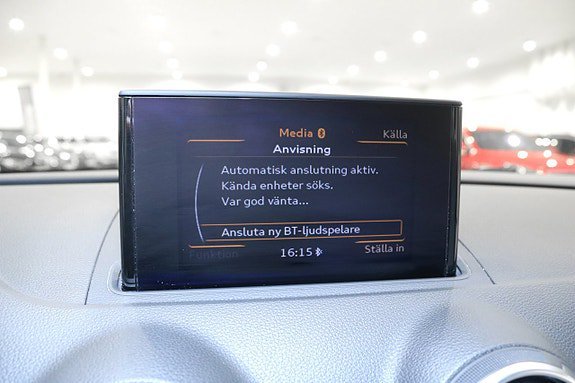 Media
Källa
Anvisning
Automatisk anslutning aktiv.
Kända enheter söks.
Var god vänta...
Ansluta ny BT-ljudspelare
Funktion
16:15
Ställa in